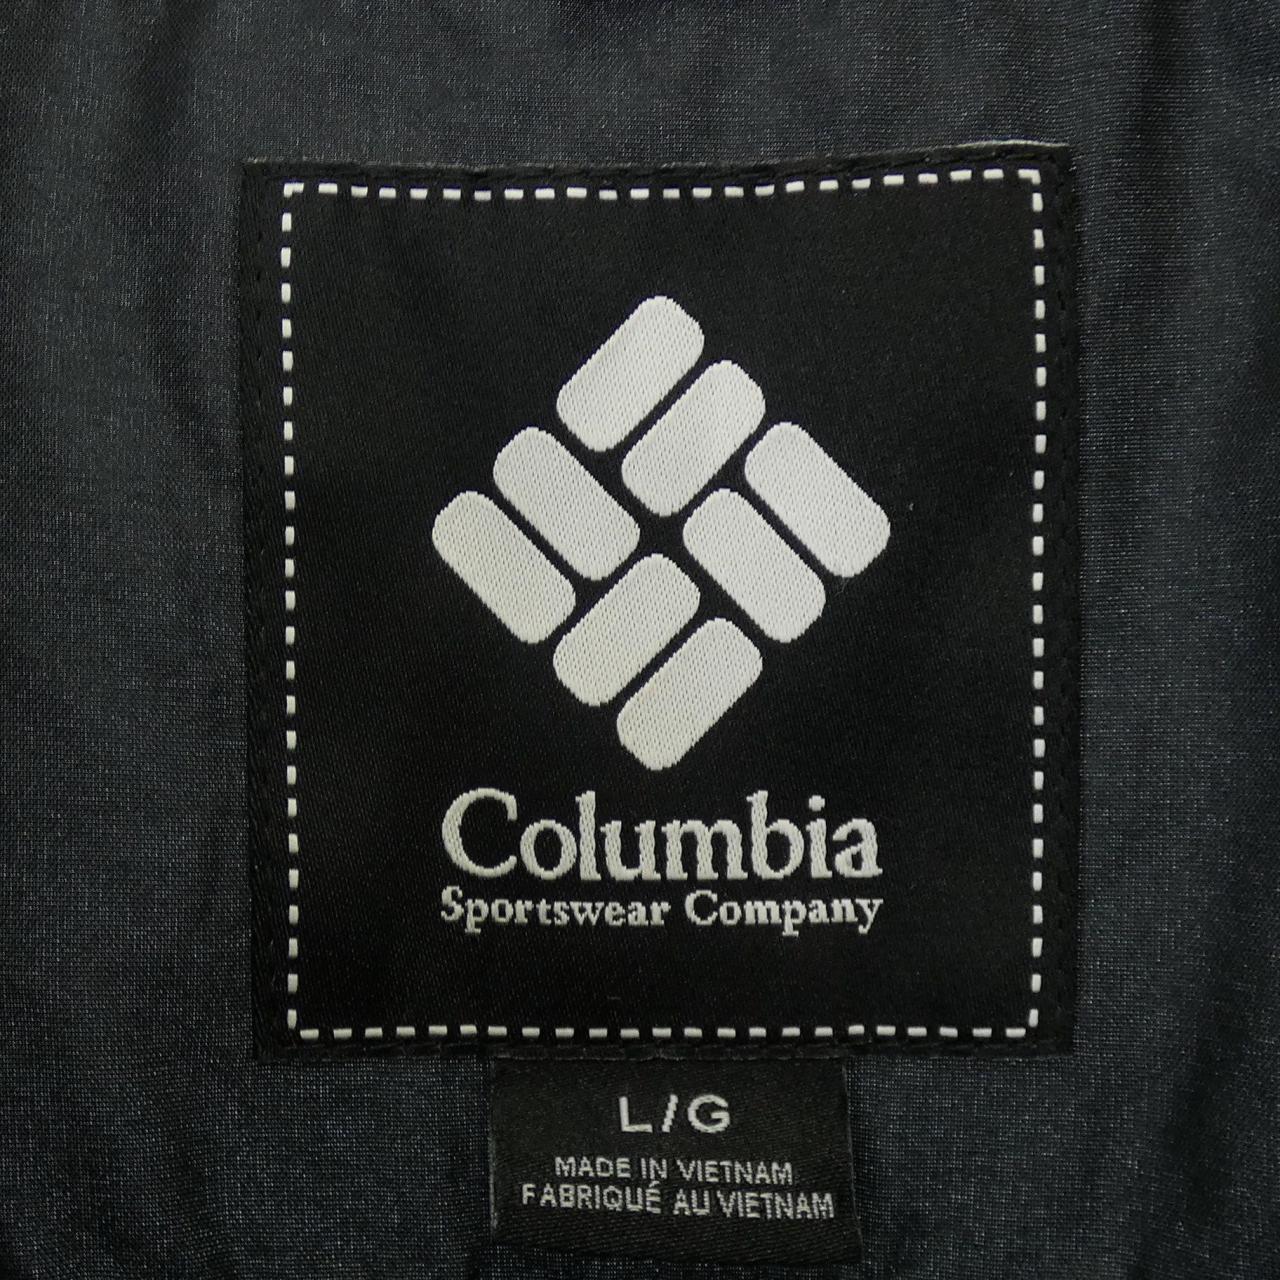 Columbia
Sportswear Company
L/G
MADE IN VIETNAM
FABRIQUÉ AU VIETNAM